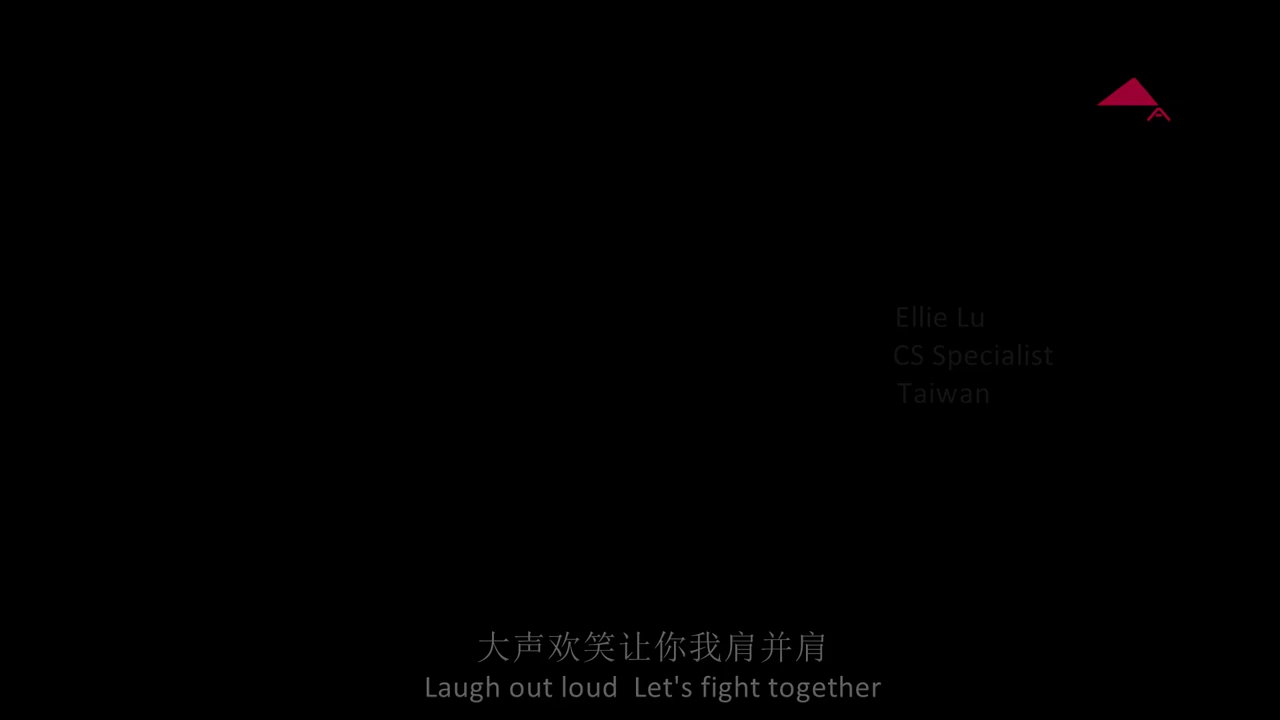 Ellie Lu
CS Specialist
Taiwan
大声欢笑让你我肩并肩
Laugh out loud  Let's fight together